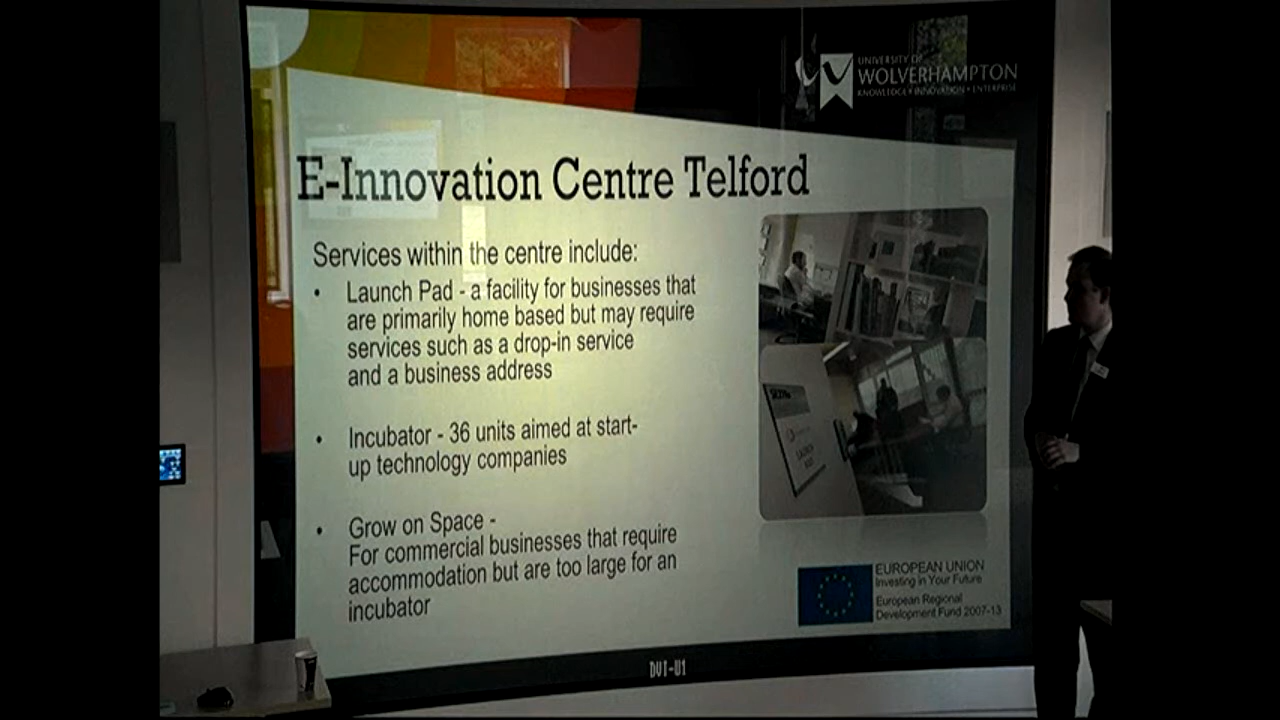 UNIVERSITY OF
WOLVERHAMPTON
KNOWLEDGE • INNOVATION • ENTERPRISE
E-Innovation Centre Telford
Services within the centre include:
• Launch Pad - a facility for businesses that
are primarily home based but may require
services such as a drop-in service
and a business address
• Incubator - 36 units aimed at start-
up technology companies
• Grow on Space -
For commercial businesses that require
accommodation but are too large for an
incubator
LAUNCH
EUROPEAN UNION
Investing in Your Future
European Regional
Development Fund 2007-13
DVI-U1